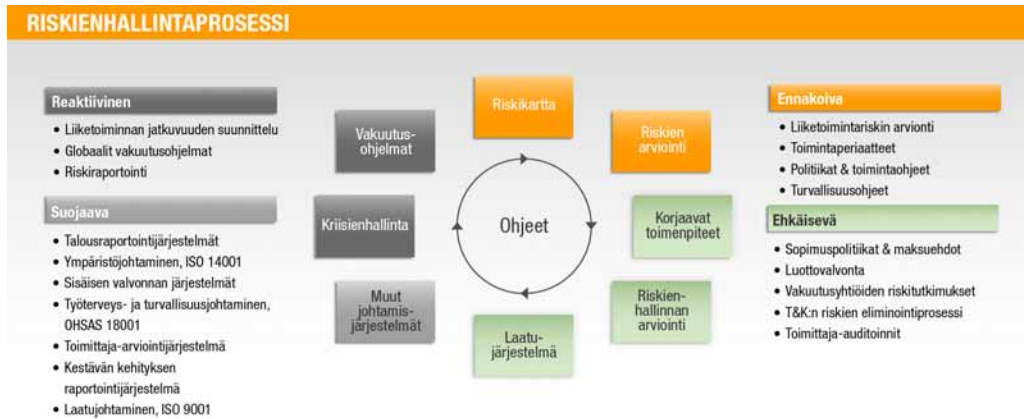 RISKIENHALLINTAPROSESSI
Reaktiivinen
• Liiketoiminnan jatkuvuuden suunnittelu
• Globaalit vakuutusohjelmat
• Riskiraportointi
Suojaava
• Talousraportointijärjestelmät
• Ympäristöjohtaminen, ISO 14001
• Sisäisen valvonnan järjestelmät
• Työterveys- ja turvallisuusjohtaminen,
OHSAS 18001
• Toimittaja-arviointijärjestelmä
• Kestävän kehityksen
raportointijärjestelmä
• Laatujohtaminen, ISO 9001
Riskikartta
Riskien
arviointi
Korjaavat
toimenpiteet
Riskien-
hallinnan
arviointi
Laatu-
järjestelmä
Muut
johtamis-
järjestelmät
Kriisienhallinta
Vakuutus-
ohjelmat
Ohjeet
Ennakoiva
• Liiketoimintariskin arvionti
• Toimintaperiaatteet
• Politiikat & toimintaohjeet
• Turvallisuusohjeet
Ehkäisevä
• Sopimuspolitiikat & maksuehdot
• Luottovalvonta
• Vakuutusyhtiöiden riskitutkimukset
• T&K:n riskien eliminointiprosessi
• Toimittaja-auditoinnit